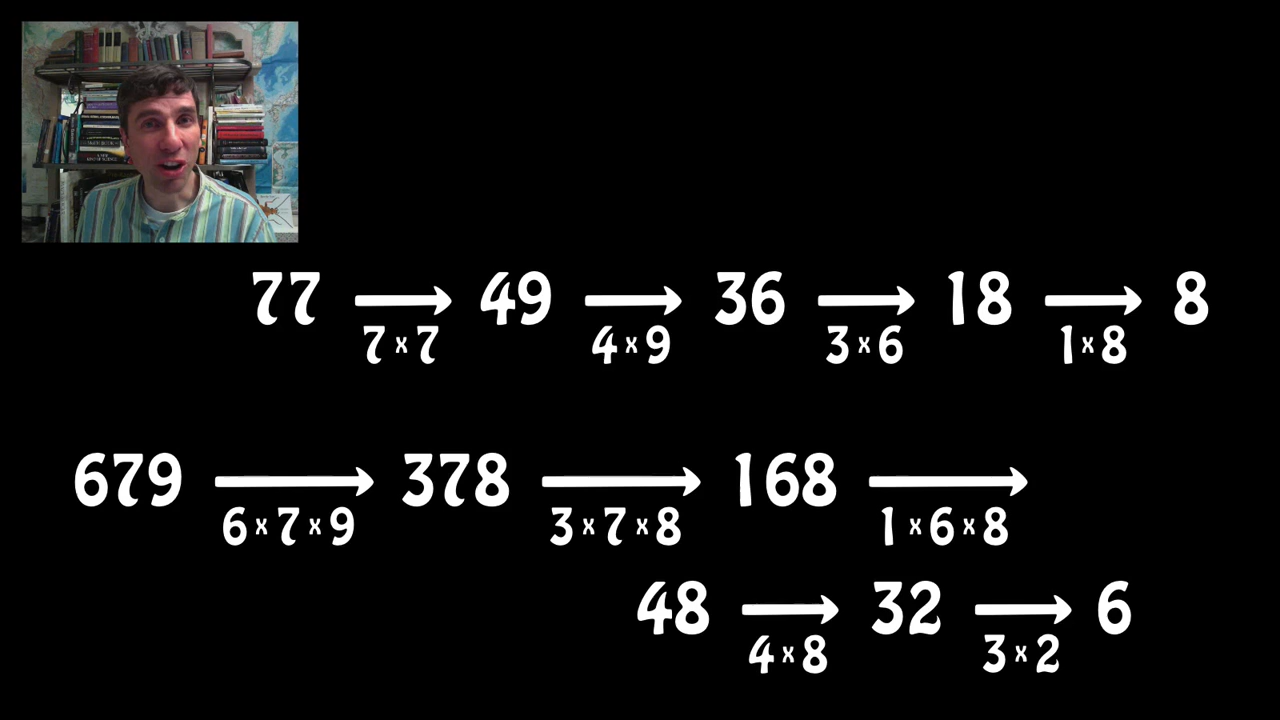 77 → 49 → 36 → 18 → 8
7×7 4×9 3×6 1×8
679 → 378 → 168 →
6×7×9 3×7×8 1×6×8
48 → 32 → 6
4×8 3×2